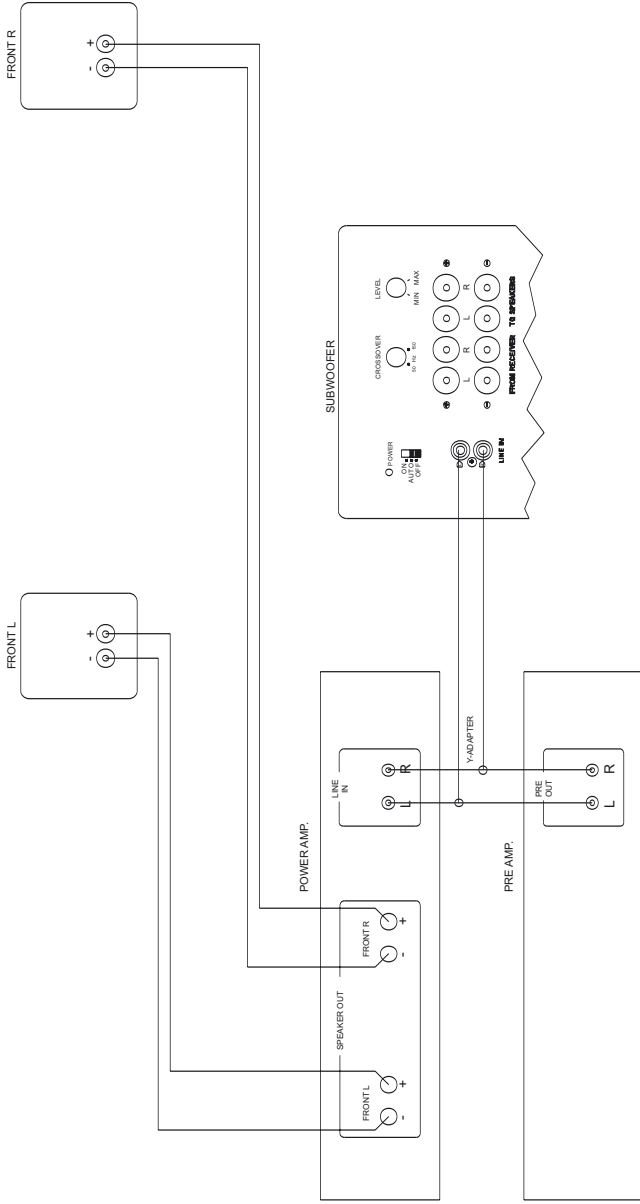 FRONT L
- +
FRONT R
- +
SUBWOOFER
POWER
ON
AUTO
OFF
CROSSOVER
50 Hz 150
LEVEL
MIN MAX
L R L R
FROM RECEIVER TO SPEAKERS
LINE IN
POWER AMP.
SPEAKER OUT
FRONT L
- +
FRONT R
- +
LINE
IN
L R
Y-ADAPTER
PRE AMP.
PRE
OUT
L R